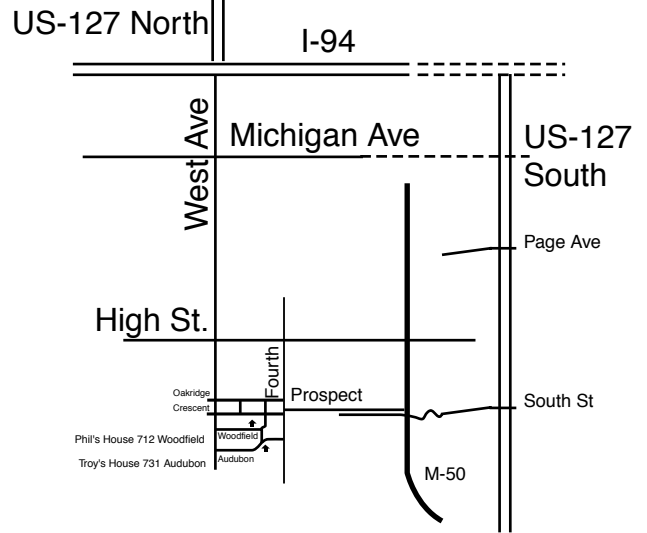 US-127 North
I-94
West Ave
Michigan Ave
US-127
South
Page Ave
High St.
Fourth
Oakridge
Crescent
Prospect
South St
Phil's House 712 Woodfield
Woodfield
Troy's House 731 Audubon
Audubon
M-50